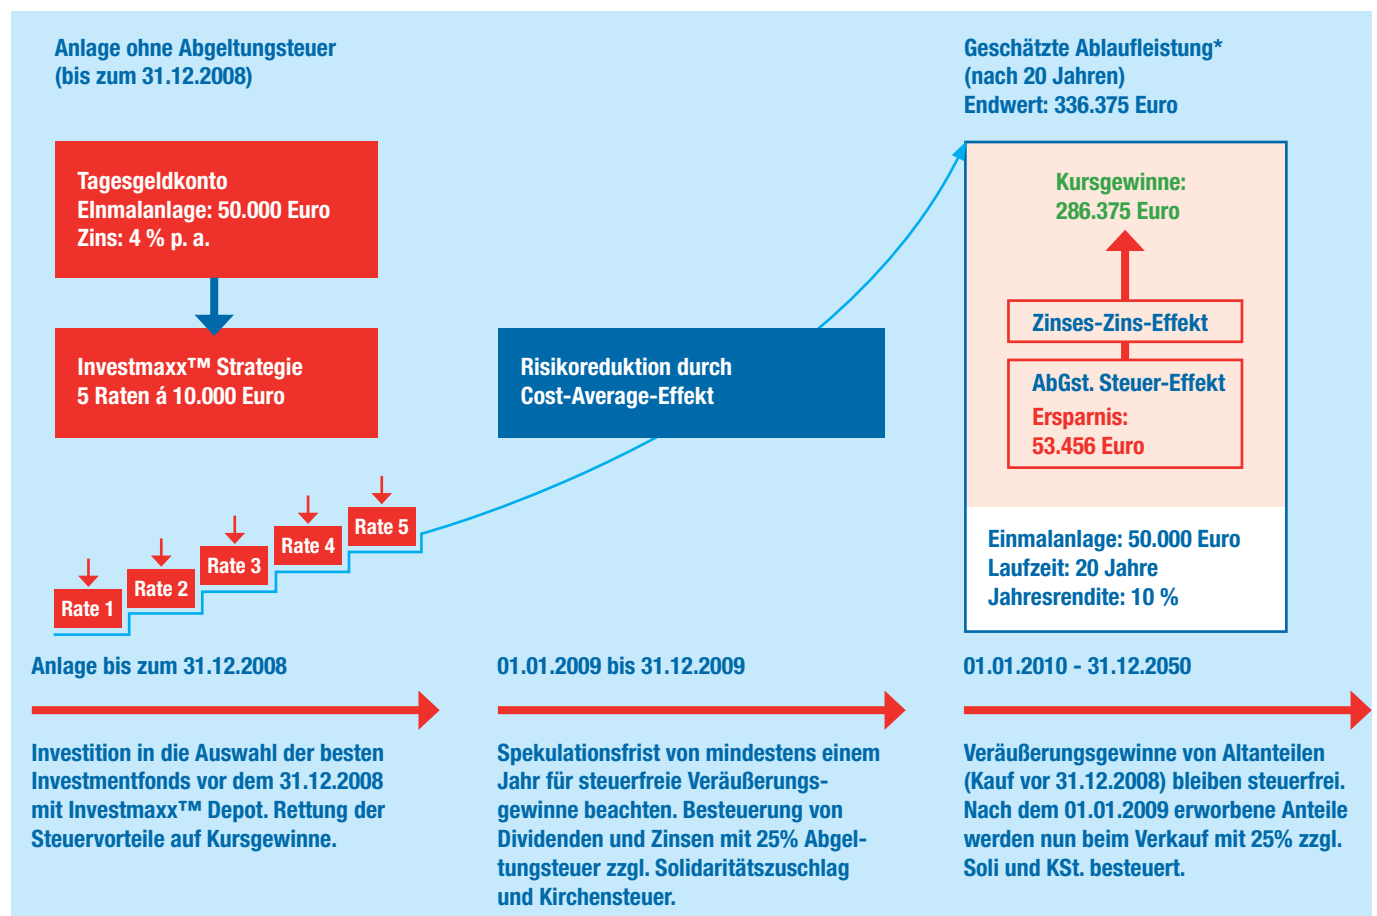 Anlage ohne Abgeltungsteuer
(bis zum 31.12.2008)
Geschätzte Ablaufleistung*
(nach 20 Jahren)
Endwert: 336.375 Euro
Tagesgeldkonto
EInmalanlage: 50.000 Euro
Zins: 4 % p. a.
Investmaxx™ Strategie
5 Raten á 10.000 Euro
Risikoreduktion durch
Cost-Average-Effekt
Kursgewinne:
286.375 Euro
Zinses-Zins-Effekt
AbGst. Steuer-Effekt
Ersparnis:
53.456 Euro
Einmalanlage: 50.000 Euro
Laufzeit: 20 Jahre
Jahresrendite: 10 %
Rate 1
Rate 2
Rate 3
Rate 4
Rate 5
Anlage bis zum 31.12.2008
Investition in die Auswahl der besten
Investmentfonds vor dem 31.12.2008
mit Investmaxx™ Depot. Rettung der
Steuervorteile auf Kursgewinne.
01.01.2009 bis 31.12.2009
Spekulationsfrist von mindestens einem
Jahr für steuerfreie Veräußerungs-
gewinne beachten. Besteuerung von
Dividenden und Zinsen mit 25% Abgel-
tungsteuer zzgl. Solidaritätszuschlag
und Kirchensteuer.
01.01.2010 - 31.12.2050
Veräußerungsgewinne von Altanteilen
(Kauf vor 31.12.2008) bleiben steuerfrei.
Nach dem 01.01.2009 erworbene Anteile
werden nun beim Verkauf mit 25% zzgl.
Soli und KSt. besteuert.